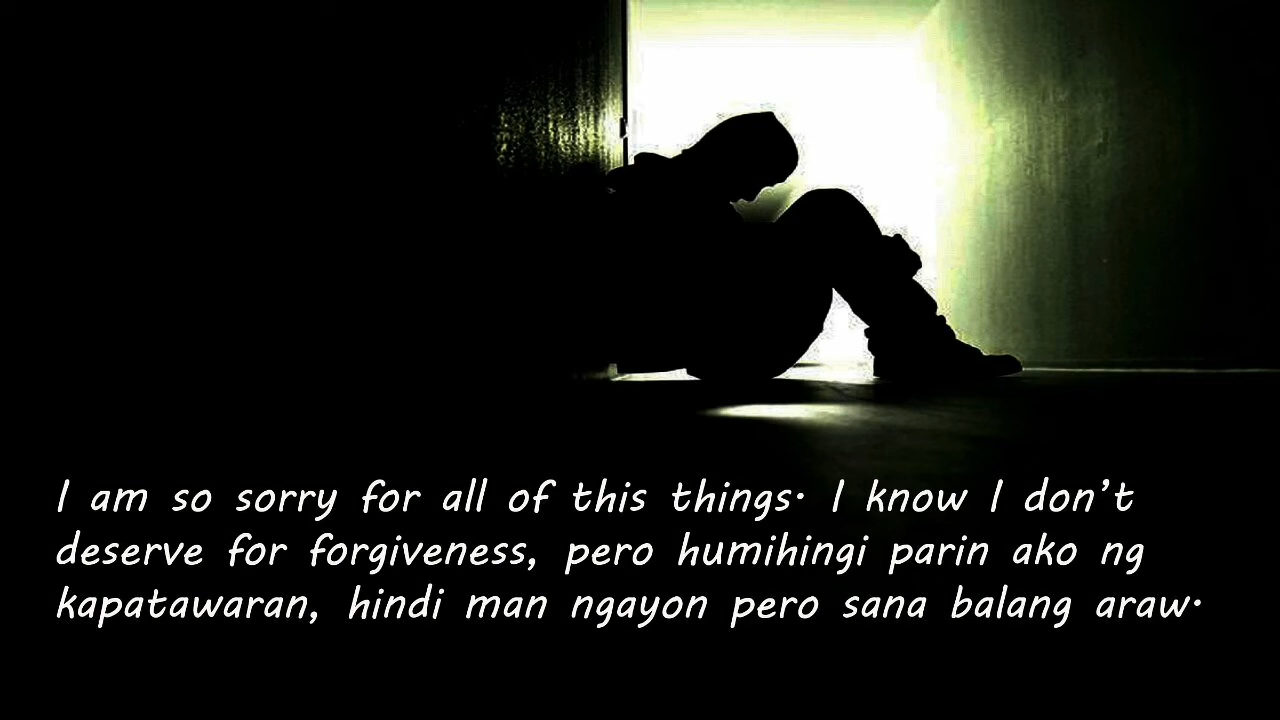 I am so sorry for all of this things. I know I don't
deserve for forgiveness, pero humihingi parin ako ng
kapatawaran, hindi man ngayon pero sana balang araw.